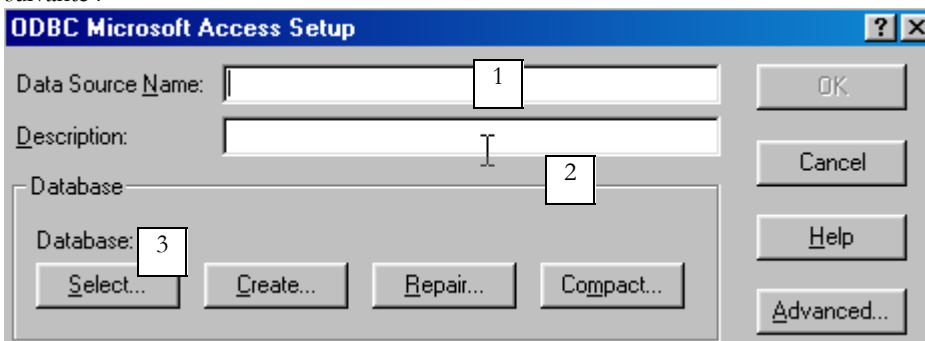 suivante :
ODBC Microsoft Access Setup ? ×
Data Source Name: 1 OK
Description: 2 Cancel
Database
Database: 3 Help
Select... Create... Repair... Compact... Advanced...